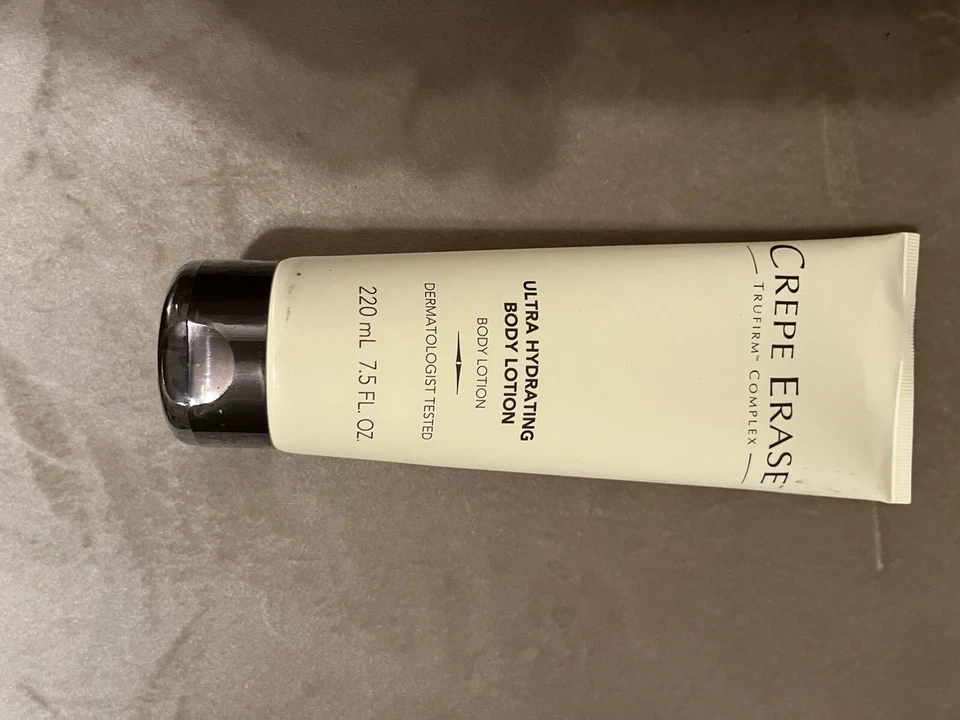 CREPE ERASE
TRUFIRM™ COMPLEX
ULTRA HYDRATING
BODY LOTION
BODY LOTION
DERMATOLOGIST TESTED
220 mL 7.5 FL. OZ.